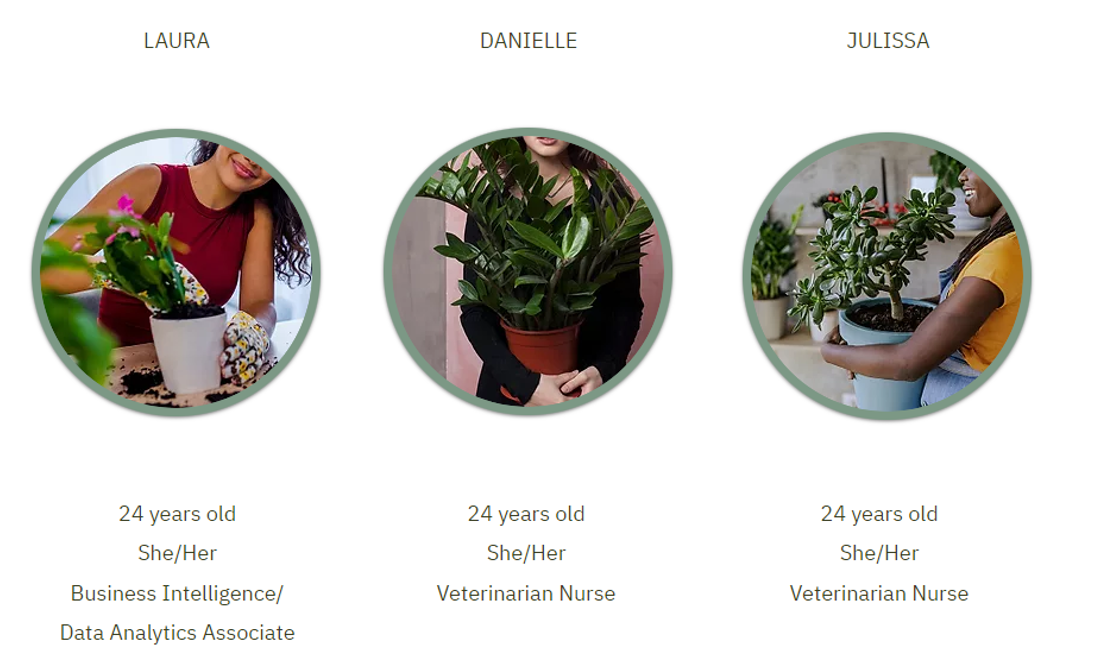 LAURA
DANIELLE
JULISSA
24 years old
She/Her
Business Intelligence/
Data Analytics Associate
24 years old
She/Her
Veterinarian Nurse
24 years old
She/Her
Veterinarian Nurse